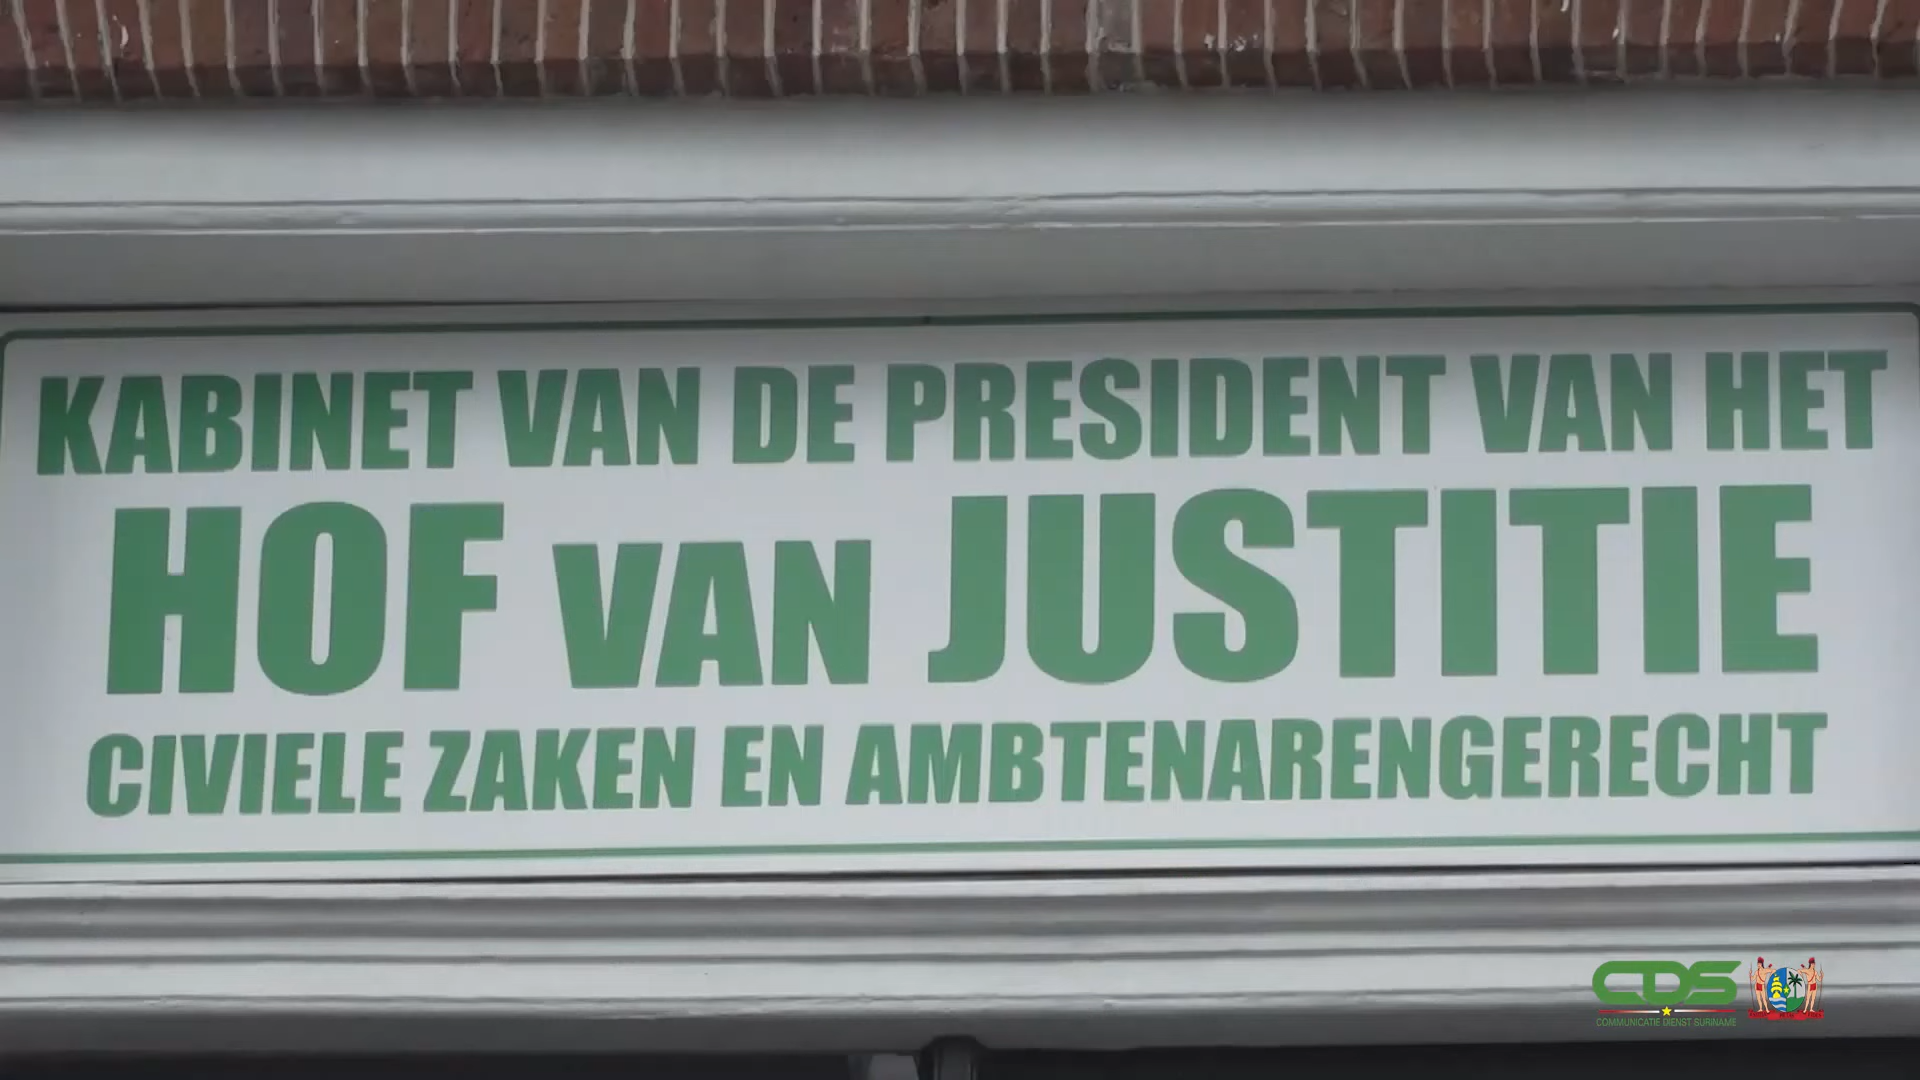 KABINET VAN DE PRESIDENT VAN HET
HOF VAN JUSTITIE
CIVIELE ZAKEN EN AMBTENARENGERECHT
CDS
COMMUNICATIE DIENST SURINAME